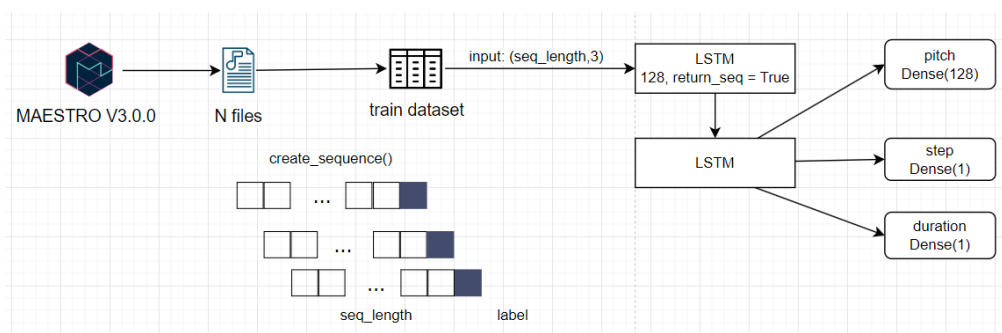 MAESTRO V3.0.0
N files
train dataset
input: (seq_length,3)
LSTM
128, return_seq = True
LSTM
pitch
Dense(128)
step
Dense(1)
duration
Dense(1)
create_sequence()
...
...
...
seq_length
label